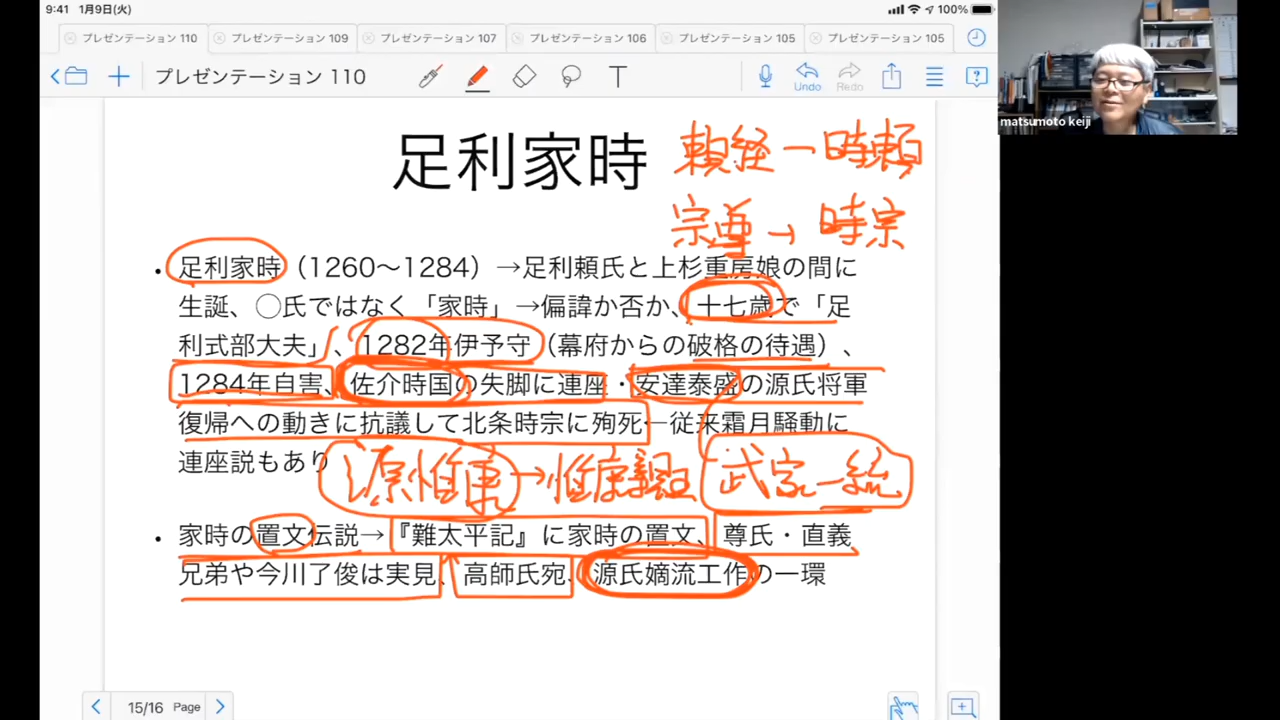 9:41 1月9日(火)
100%
プレゼンテーション 110
プレゼンテーション 109
プレゼンテーション 107
プレゼンテーション 106
プレゼンテーション 105
プレゼンテーション 105
プレゼンテーション 110
T
Undo
Redo
matsumoto keiji
足利家時
頼経ー時頼
宗尊→時宗
・足利家時（1260〜1284）→足利頼氏と上杉重房娘の間に
生誕、◯氏ではなく「家時」→偏諱か否か、十七歳で「足
利式部大夫」、1282年伊予守（幕府からの破格の待遇）、
1284年自害、佐介時国の失脚に連座・安達泰盛の源氏将軍
復帰への動きに抗議して北条時宗に殉死←従来霜月騒動に
連座説もあり
源惟康→惟康親王
武家一統
・家時の置文伝説→『難太平記』に家時の置文、尊氏・直義
兄弟や今川了俊は実見、高師氏宛、源氏嫡流工作の一環
15/16 Page